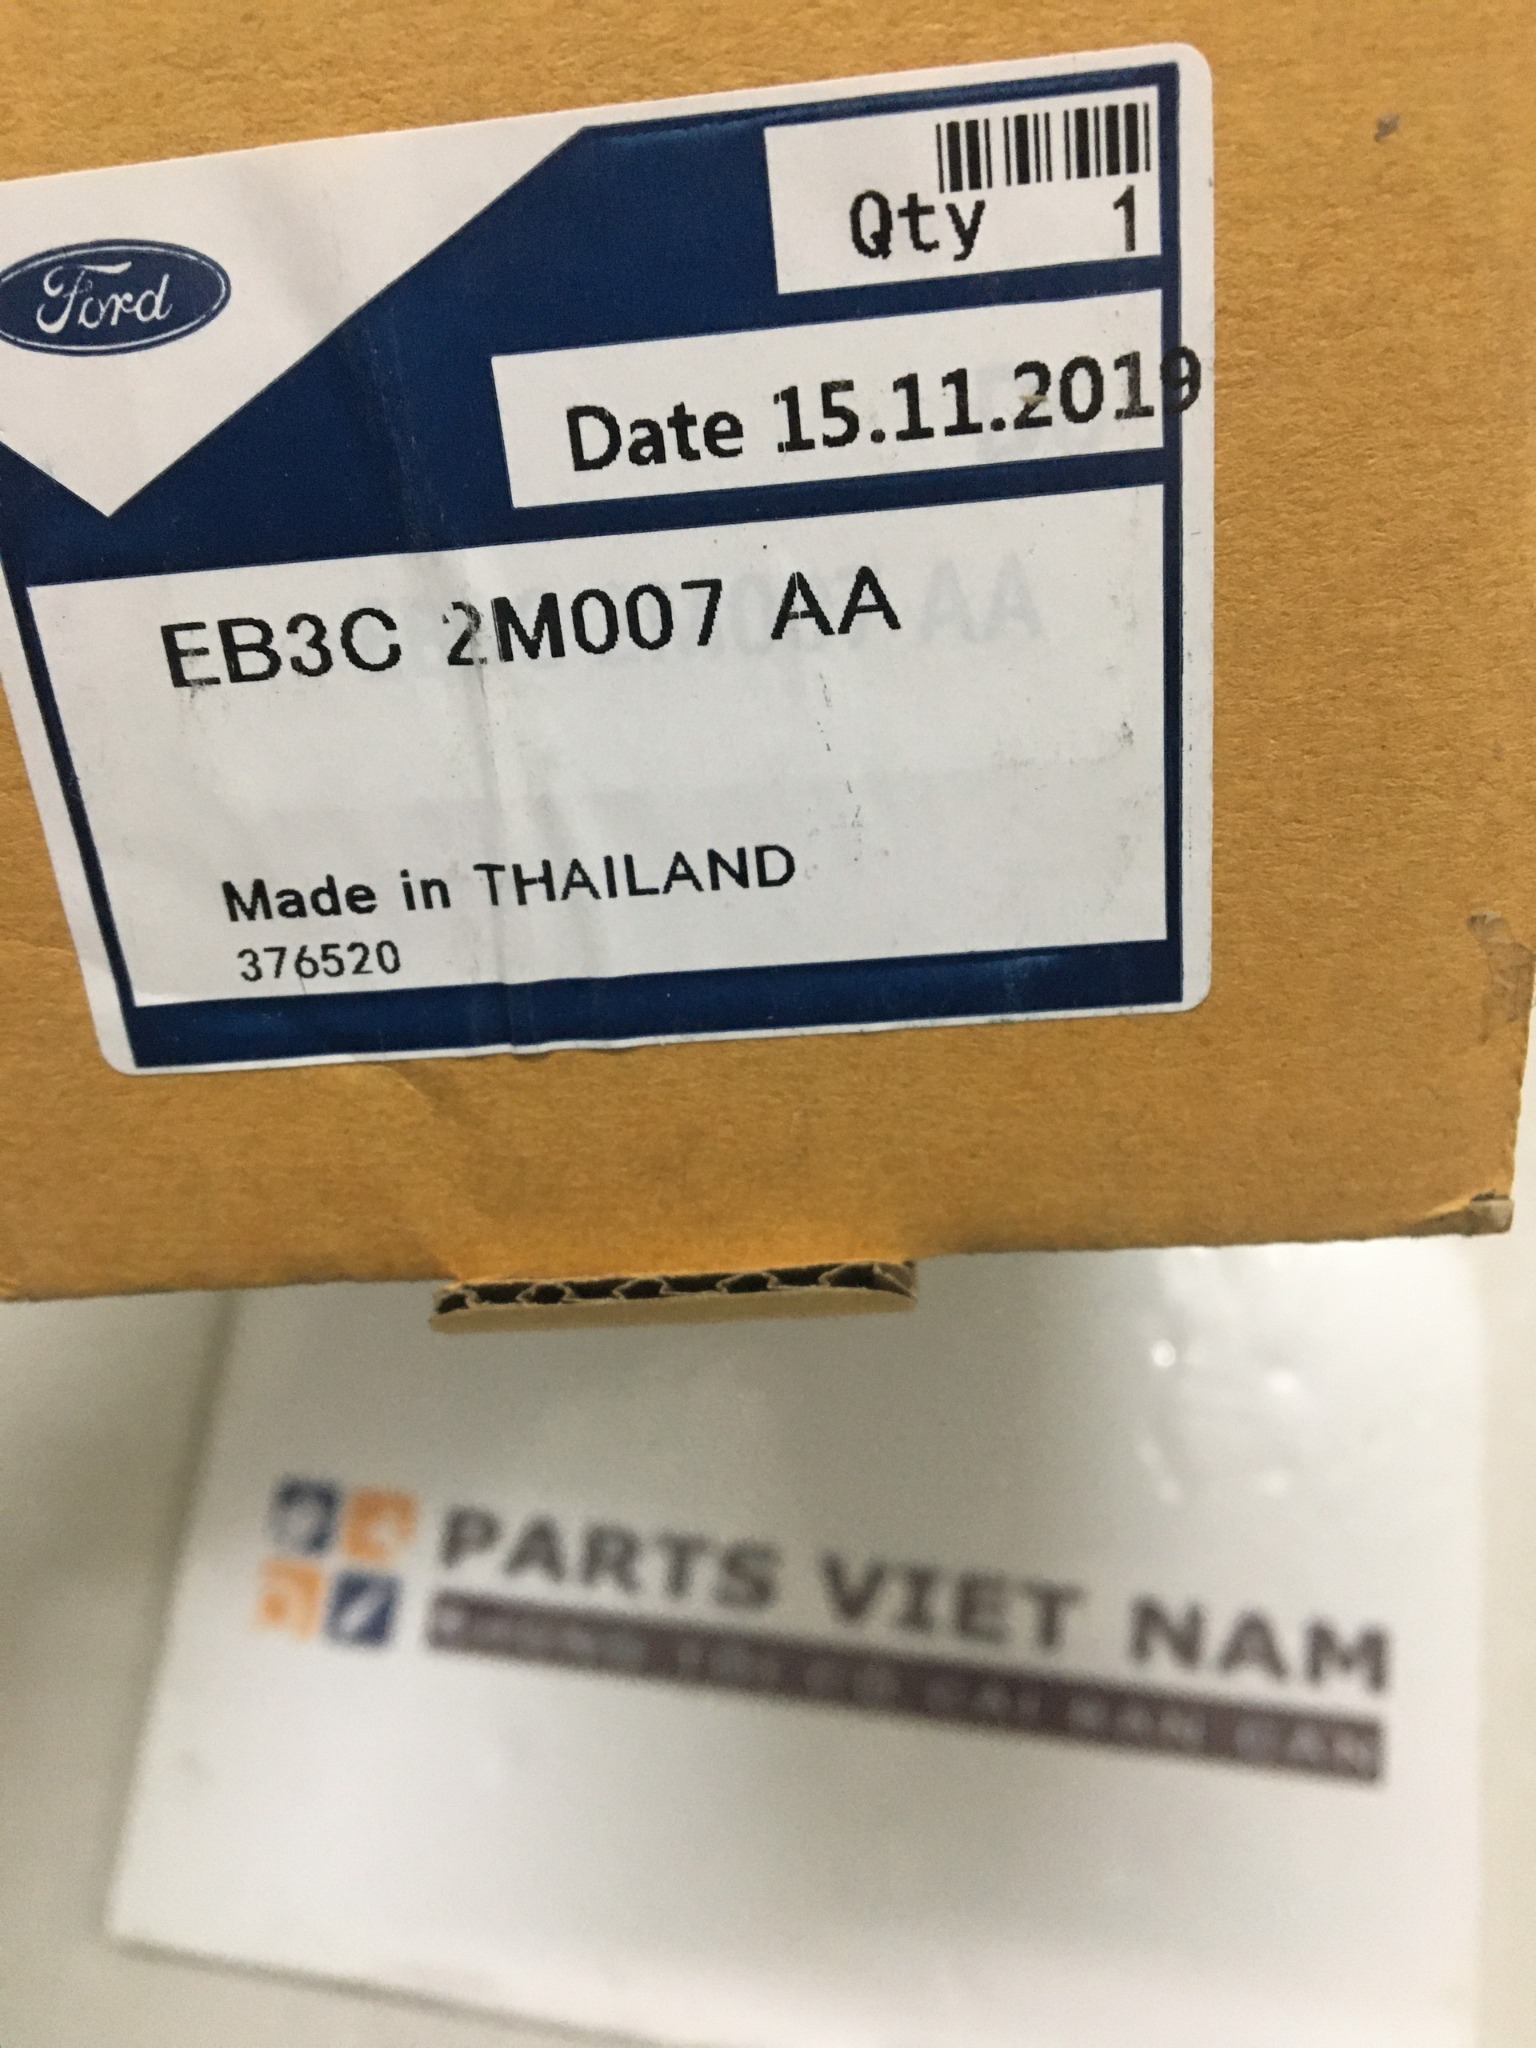 Qty 1
Ford
Date 15.11.2019
EB3C 2M007 AA
Made in THAILAND
376520
PARTS VIET NAM